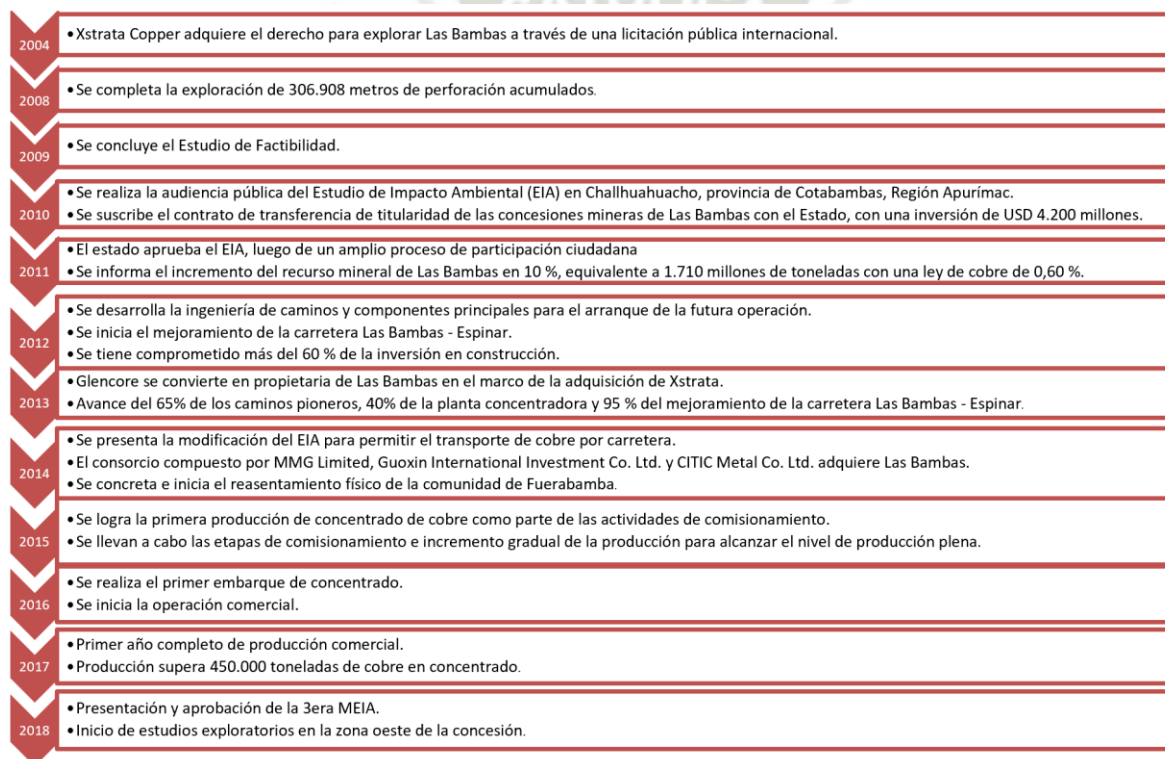 2004
• Xstrata Copper adquiere el derecho para explorar Las Bambas a través de una licitación pública internacional.
2008
• Se completa la exploración de 306.908 metros de perforación acumulados.
2009
• Se concluye el Estudio de Factibilidad.
2010
• Se realiza la audiencia pública del Estudio de Impacto Ambiental (EIA) en Challhuahuacho, provincia de Cotabambas, Región Apurímac.
• Se suscribe el contrato de transferencia de titularidad de las concesiones mineras de Las Bambas con el Estado, con una inversión de USD 4.200 millones.
2011
• El estado aprueba el EIA, luego de un amplio proceso de participación ciudadana
• Se informa el incremento del recurso mineral de Las Bambas en 10 %, equivalente a 1.710 millones de toneladas con una ley de cobre de 0,60 %.
2012
• Se desarrolla la ingeniería de caminos y componentes principales para el arranque de la futura operación.
• Se inicia el mejoramiento de la carretera Las Bambas - Espinar.
• Se tiene comprometido más del 60 % de la inversión en construcción.
2013
• Glencore se convierte en propietaria de Las Bambas en el marco de la adquisición de Xstrata.
• Avance del 65% de los caminos pioneros, 40% de la planta concentradora y 95 % del mejoramiento de la carretera Las Bambas - Espinar.
2014
• Se presenta la modificación del EIA para permitir el transporte de cobre por carretera.
• El consorcio compuesto por MMG Limited, Guoxin International Investment Co. Ltd. y CITIC Metal Co. Ltd. adquiere Las Bambas.
• Se concreta e inicia el reasentamiento físico de la comunidad de Fuerabamba.
2015
• Se logra la primera producción de concentrado de cobre como parte de las actividades de comisionamiento.
• Se llevan a cabo las etapas de comisionamiento e incremento gradual de la producción para alcanzar el nivel de producción plena.
2016
• Se realiza el primer embarque de concentrado.
• Se inicia la operación comercial.
2017
• Primer año completo de producción comercial.
• Producción supera 450.000 toneladas de cobre en concentrado.
2018
• Presentación y aprobación de la 3era MEIA.
• Inicio de estudios exploratorios en la zona oeste de la concesión.